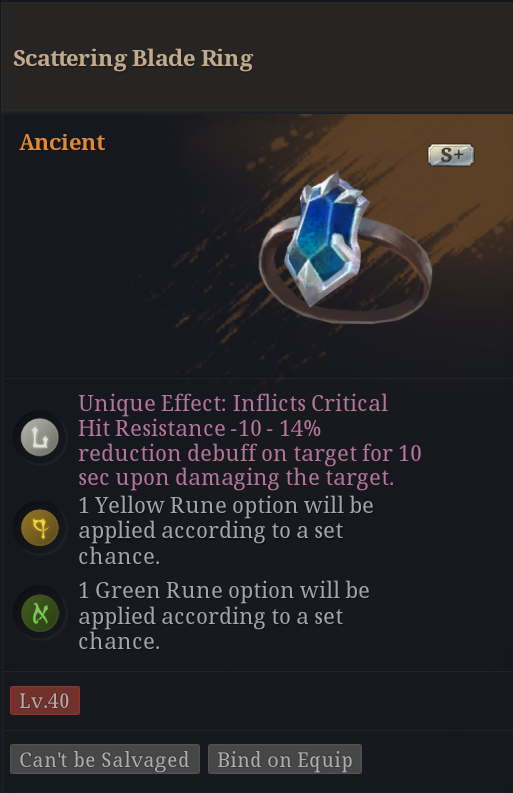 Scattering Blade Ring
Ancient
S+
Unique Effect: Inflicts Critical
Hit Resistance -10 - 14%
reduction debuff on target for 10
sec upon damaging the target.
1 Yellow Rune option will be
applied according to a set
chance.
1 Green Rune option will be
applied according to a set
chance.
Lv.40
Can't be Salvaged Bind on Equip